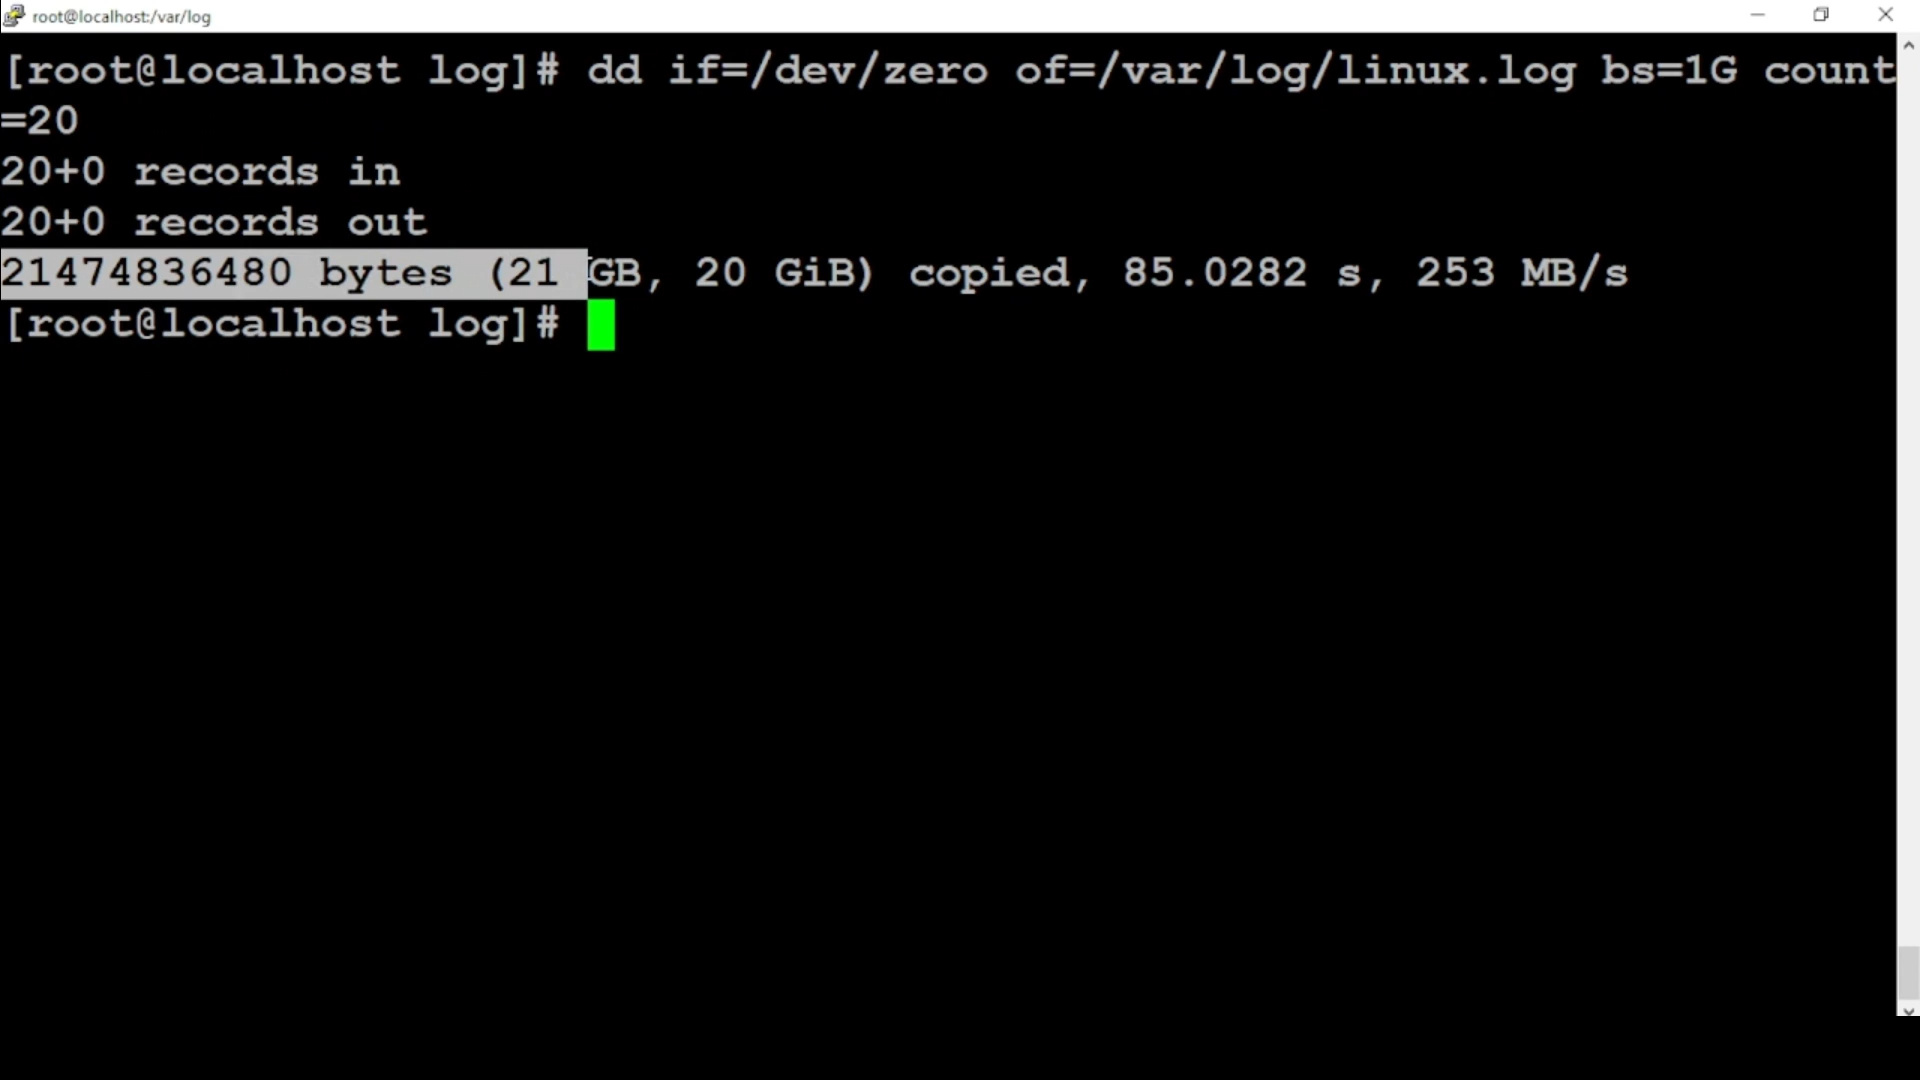 root@localhost:/var/log
[root@localhost log]# dd if=/dev/zero of=/var/log/linux.log bs=1G count
=20
20+0 records in
20+0 records out
21474836480 bytes (21 GB, 20 GiB) copied, 85.0282 s, 253 MB/s
[root@localhost log]#